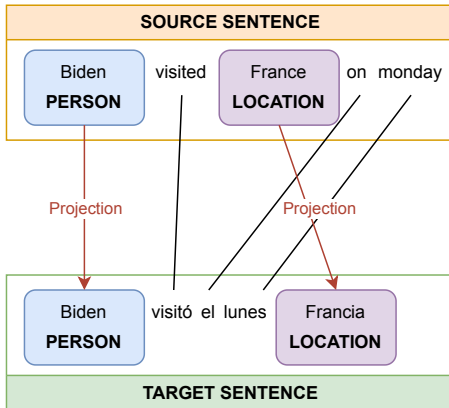 SOURCE SENTENCE
Biden visited France on monday
PERSON LOCATION
Projection Projection
Biden visitó el lunes Francia
PERSON LOCATION
TARGET SENTENCE